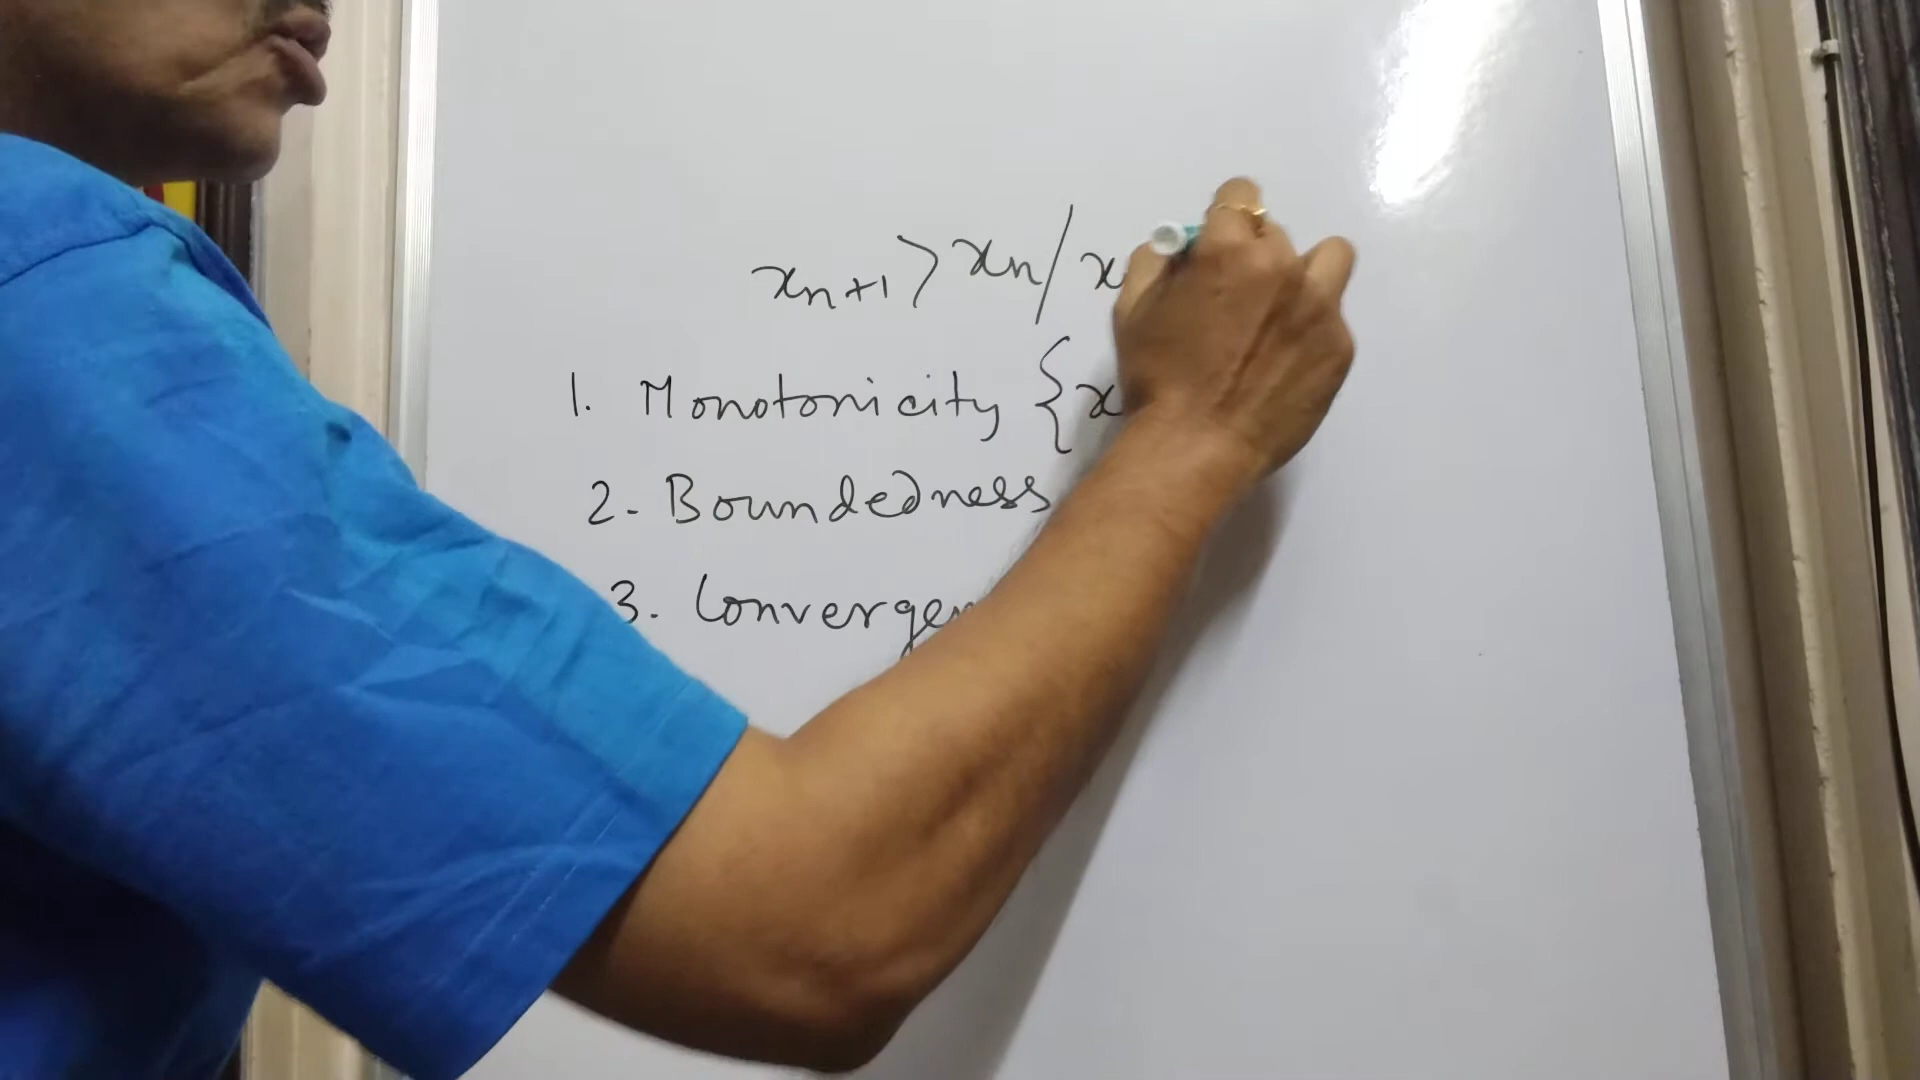 xn+1 > xn / x
1. Monotonicity { x
2. Boundedness
3. Convergen